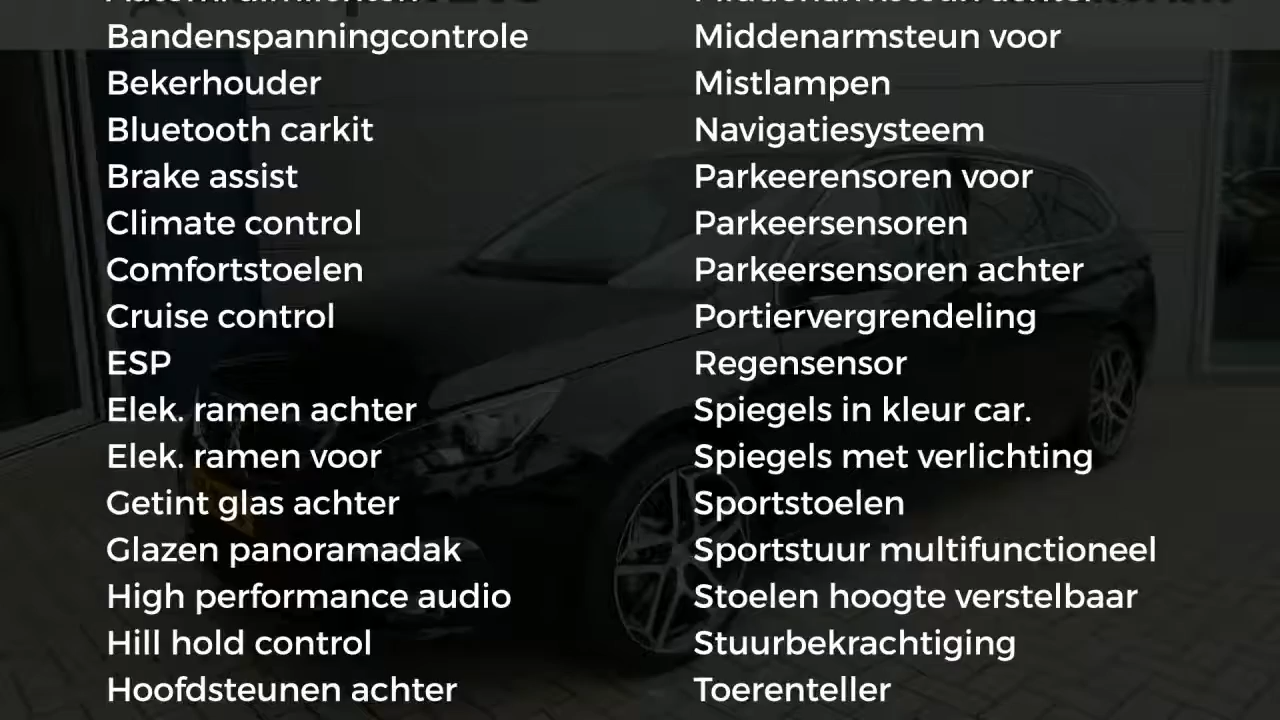 Bandenspanningcontrole
Bekerhouder
Bluetooth carkit
Brake assist
Climate control
Comfortstoelen
Cruise control
ESP
Elek. ramen achter
Elek. ramen voor
Getint glas achter
Glazen panoramadak
High performance audio
Hill hold control
Hoofdsteunen achter
Middenarmsteun achter
Middenarmsteun voor
Mistlampen
Navigatiesysteem
Parkeerensoren voor
Parkeersensoren
Parkeersensoren achter
Portiervergrendeling
Regensensor
Spiegels in kleur car.
Spiegels met verlichting
Sportstoelen
Sportstuur multifunctioneel
Stoelen hoogte verstelbaar
Stuurbekrachtiging
Toerenteller